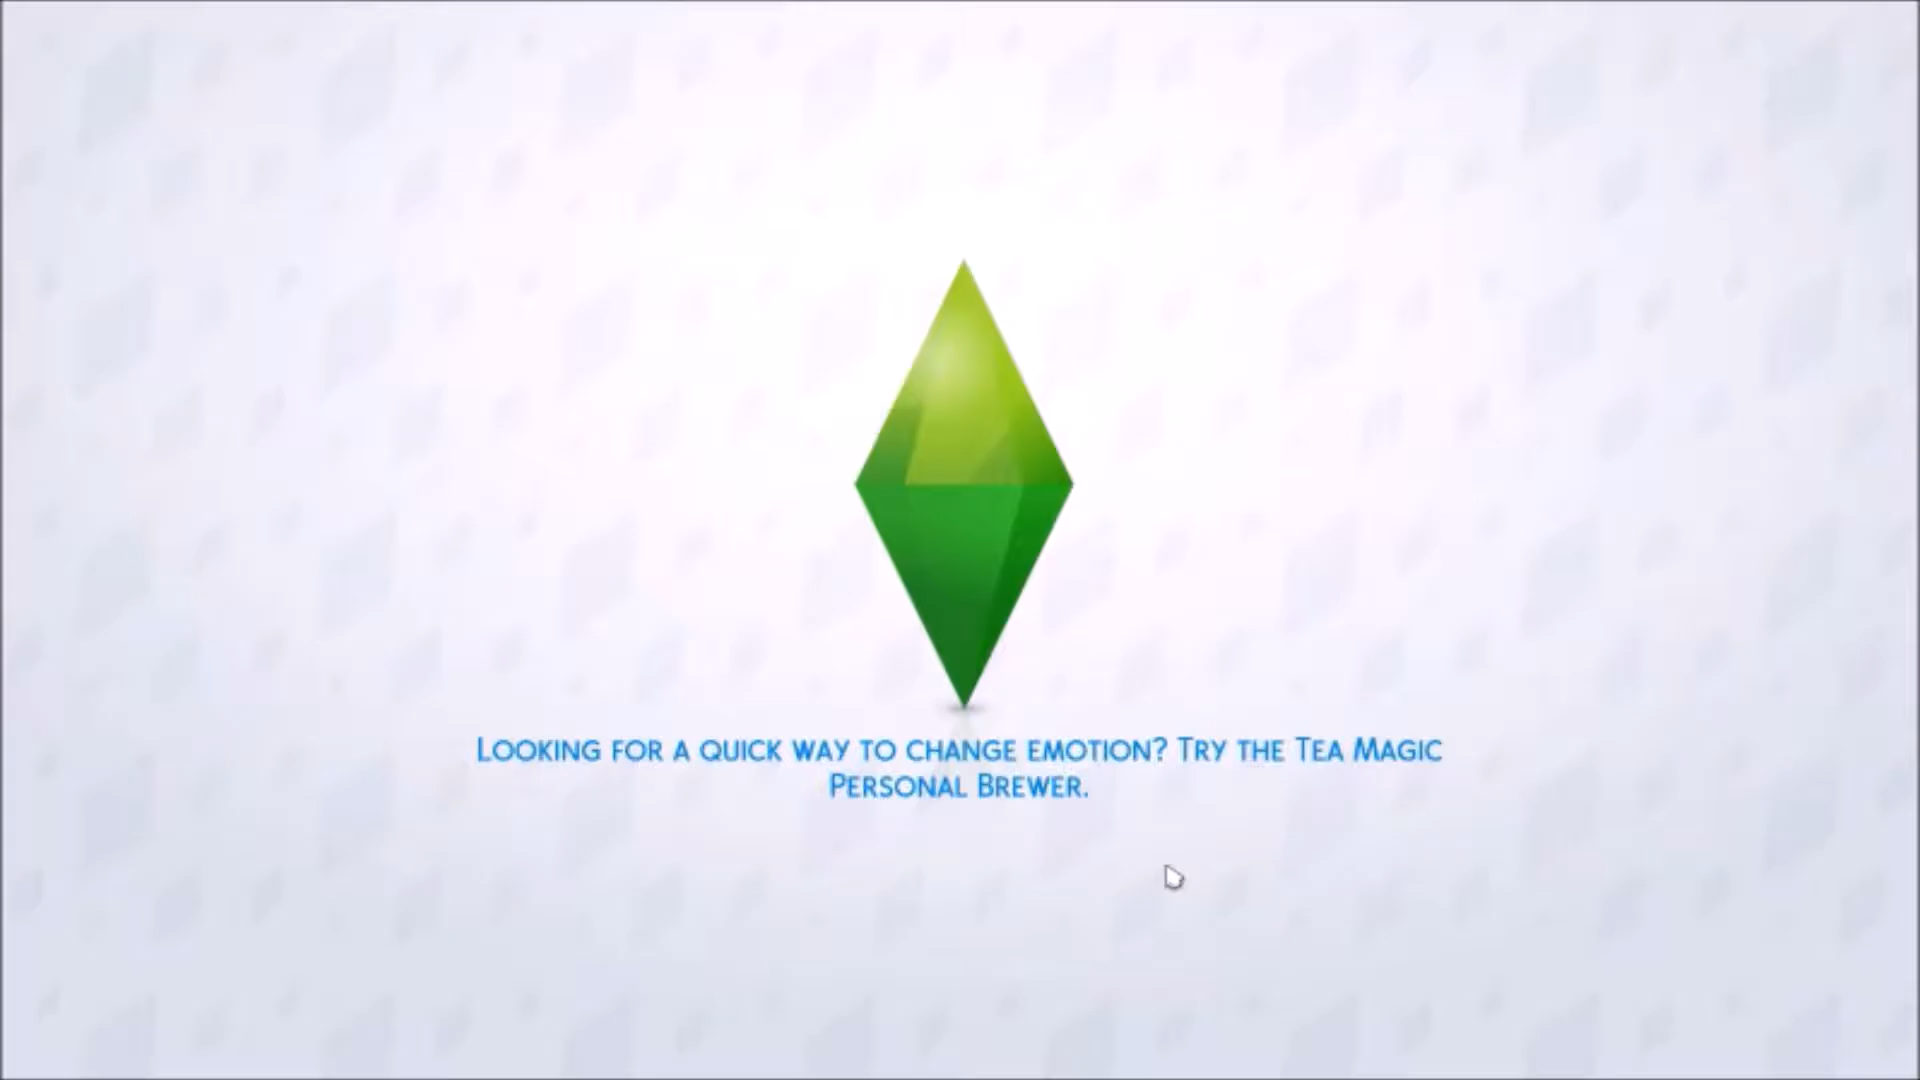 Looking for a quick way to change emotion? Try the Tea Magic
Personal Brewer.